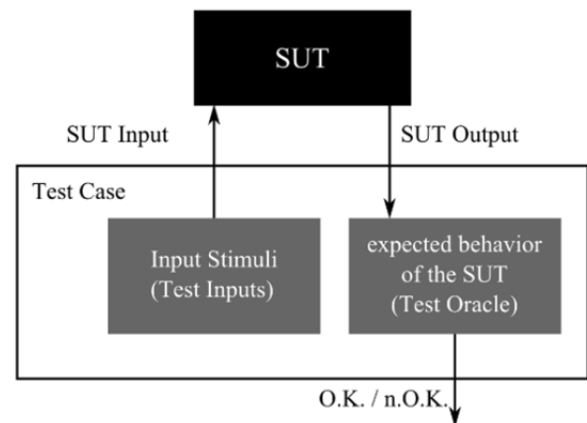 SUT
SUT Input
SUT Output
Test Case
Input Stimuli
(Test Inputs)
expected behavior
of the SUT
(Test Oracle)
O.K. / n.O.K.